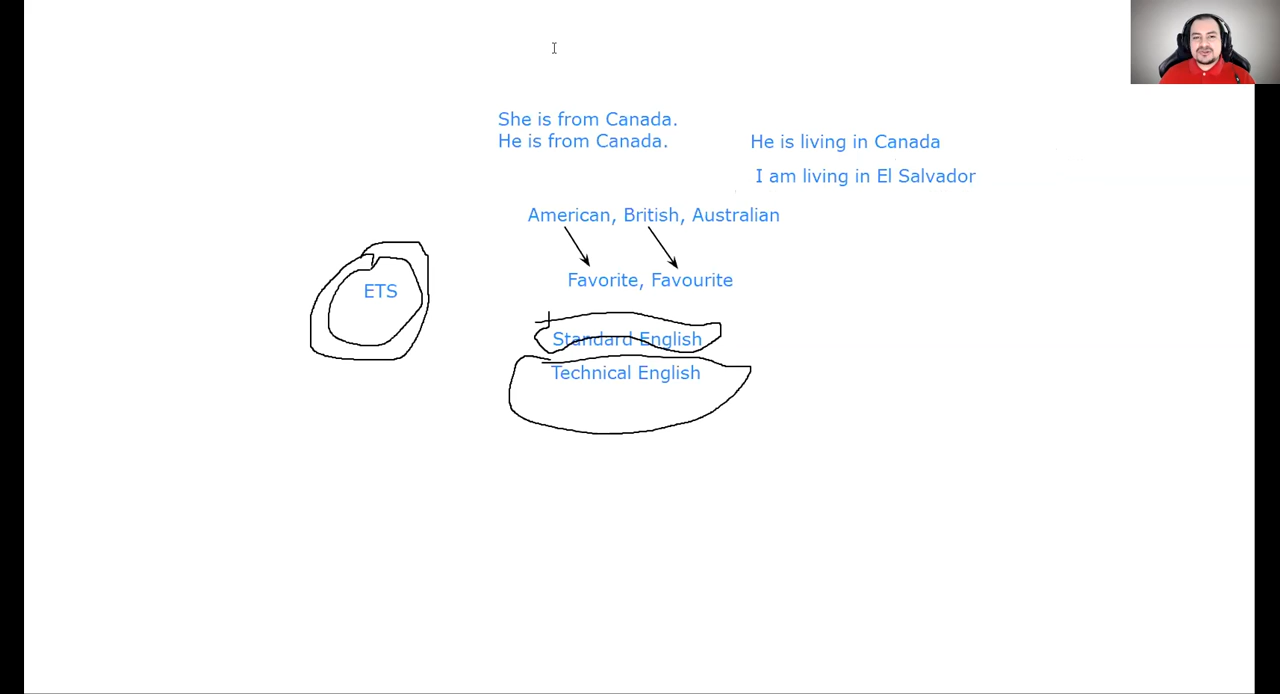 She is from Canada.
He is from Canada.
He is living in Canada
I am living in El Salvador
American, British, Australian
Favorite, Favourite
ETS
Standard English
Technical English